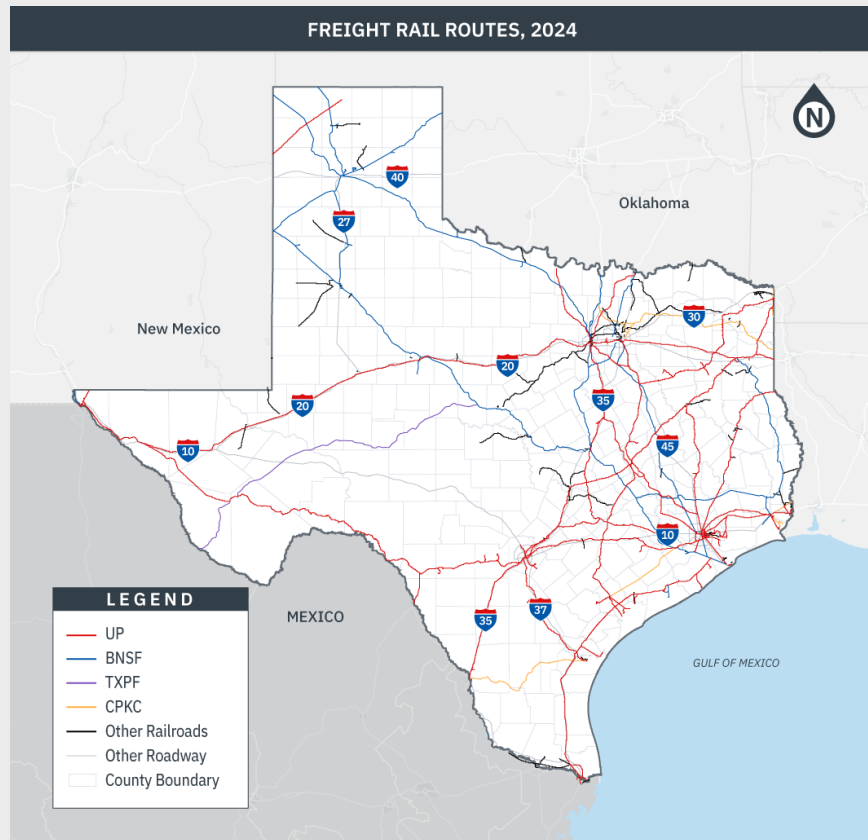 FREIGHT RAIL ROUTES, 2024
N
40
Oklahoma
27
New Mexico
30
20
20
35
10
45
10
MEXICO
37
35
GULF OF MEXICO
LEGEND
UP
BNSF
TXPF
CPKC
Other Railroads
Other Roadway
County Boundary